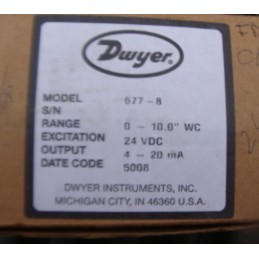 Dwyer
MODEL 677-8
S/N
RANGE 0 - 10.0" WC
EXCITATION 24 VDC
OUTPUT 4 - 20 mA
DATE CODE 5008
DWYER INSTRUMENTS, INC.
MICHIGAN CITY, IN 46360 U.S.A.